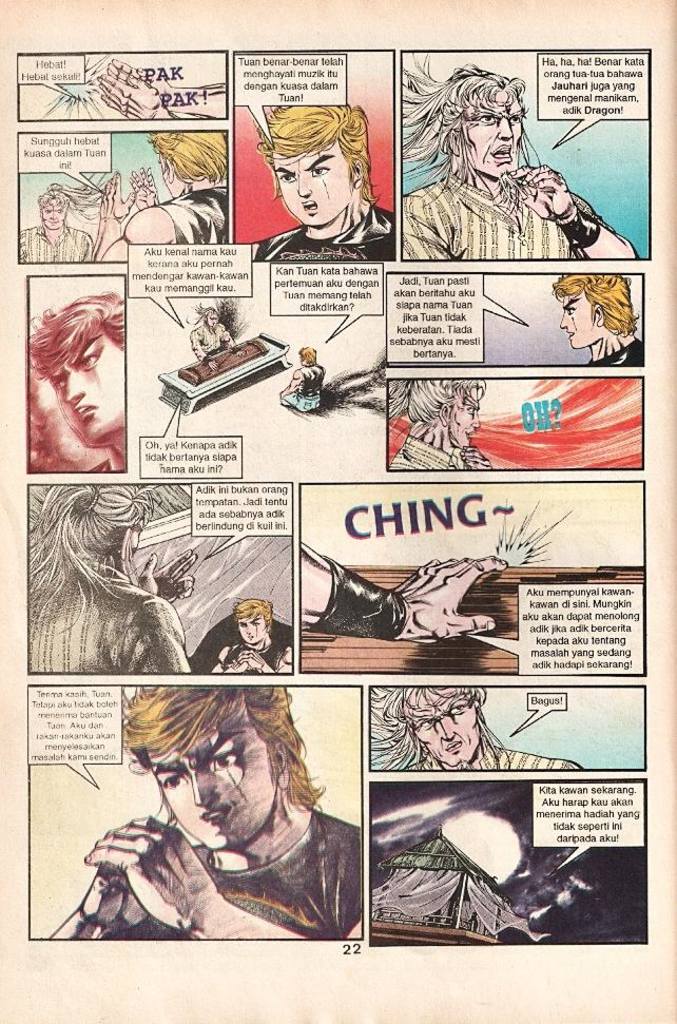 Hebat!
Hebat sekali!
PAK
PAK!
Sungguh hebat
kuasa dalam Tuan
ini!
Tuan benar-benar telah
menghayati muzik itu
dengan kuasa dalam
Tuan!
Ha, ha, ha! Benar kata
orang tua-tua bahawa
Jauhari juga yang
mengenal manikam,
adik Dragon!
Aku kenal nama kau
kerana aku pernah
mendengar kawan-kawan
kau memanggil kau.
Kan Tuan kata bahawa
pertemuan aku dengan
Tuan memang telah
ditakdirkan?
Oh, ya! Kenapa adik
tidak bertanya siapa
nama aku ini?
Jadi, Tuan pasti
akan beritahu aku
siapa nama Tuan
jika Tuan tidak
keberatan. Tiada
sebabnya aku mesti
bertanya.
OH?
Adik ini bukan orang
tempatan. Jadi tentu
ada sebabnya adik
berlindung di kuil ini.
CHING~
Aku mempunyai kawan-
kawan di sini. Mungkin
aku akan dapat menolong
adik jika adik bercerita
kepada aku tentang
masalah yang sedang
adik hadapi sekarang!
Terima kasih, Tuan.
Tetapi aku tidak boleh
menerima bantuan
Tuan. Aku dan
rakan-rakanku akan
menyelesaikan
masalah kami sendiri.
Bagus!
Kita kawan sekarang.
Aku harap kau akan
menerima hadiah yang
tidak seperti ini
daripada aku!
22